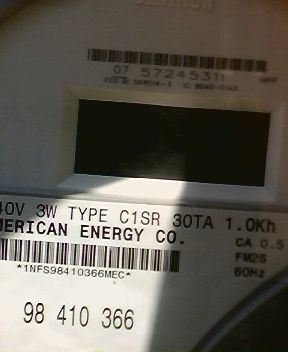 07 57245311
40V 3W TYPE C1SR 30TA 1.0Kh
MERICAN ENERGY CO.
CA 0.5
FM2S
60Hz
*1NFS98410366MEC*
98 410 366